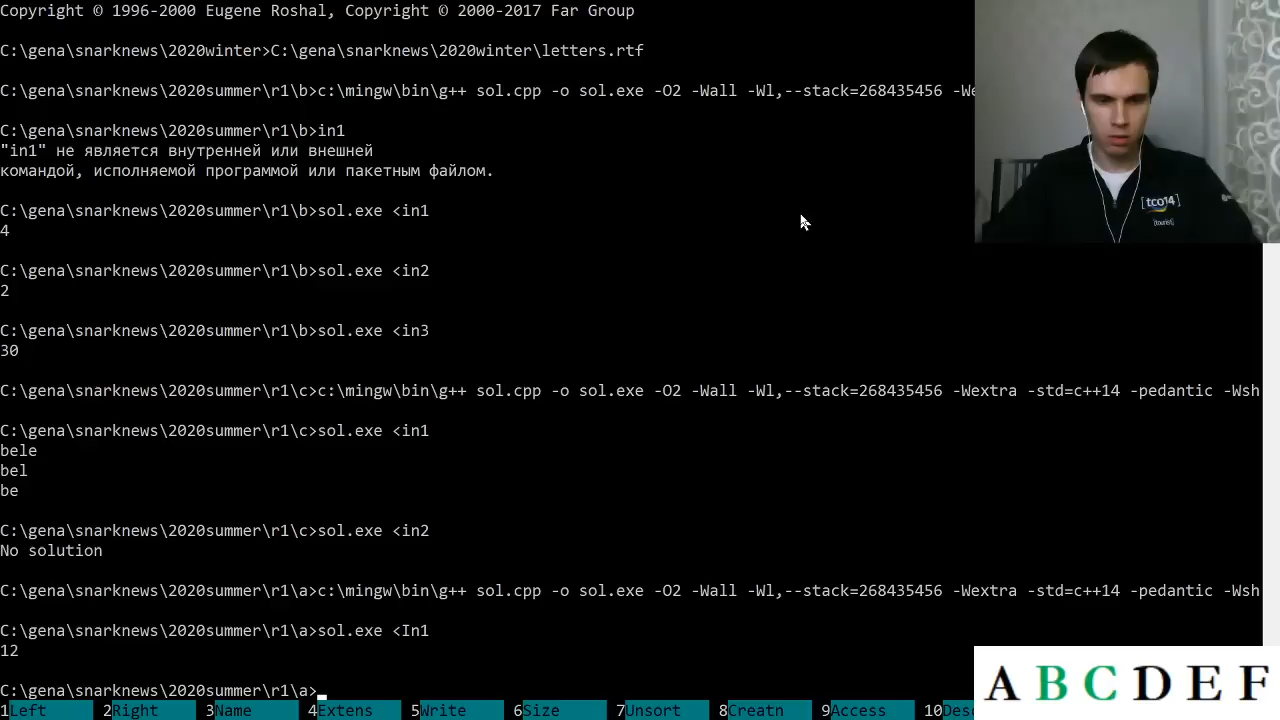 Copyright © 1996-2000 Eugene Roshal, Copyright © 2000-2017 Far Group
C:\gena\snarknews\2020winter>C:\gena\snarknews\2020winter\letters.rtf
C:\gena\snarknews\2020summer\r1\b>c:\mingw\bin\g++ sol.cpp -o sol.exe -O2 -Wall -Wl,--stack=268435456 -We
C:\gena\snarknews\2020summer\r1\b>in1
"in1" не является внутренней или внешней
командой, исполняемой программой или пакетным файлом.
C:\gena\snarknews\2020summer\r1\b>sol.exe <in1
4
C:\gena\snarknews\2020summer\r1\b>sol.exe <in2
2
C:\gena\snarknews\2020summer\r1\b>sol.exe <in3
30
C:\gena\snarknews\2020summer\r1\c>c:\mingw\bin\g++ sol.cpp -o sol.exe -O2 -Wall -Wl,--stack=268435456 -Wextra -std=c++14 -pedantic -Wsh
C:\gena\snarknews\2020summer\r1\c>sol.exe <in1
bele
bel
be
C:\gena\snarknews\2020summer\r1\c>sol.exe <in2
No solution
C:\gena\snarknews\2020summer\r1\a>c:\mingw\bin\g++ sol.cpp -o sol.exe -O2 -Wall -Wl,--stack=268435456 -Wextra -std=c++14 -pedantic -Wsh
C:\gena\snarknews\2020summer\r1\a>sol.exe <In1
12
C:\gena\snarknews\2020summer\r1\a>
1Left 2Right 3Name 4Extens 5Write 6Size 7Unsort 8Creatn 9Access 10Desc
[tco14]
[tourist]
A B C D E F